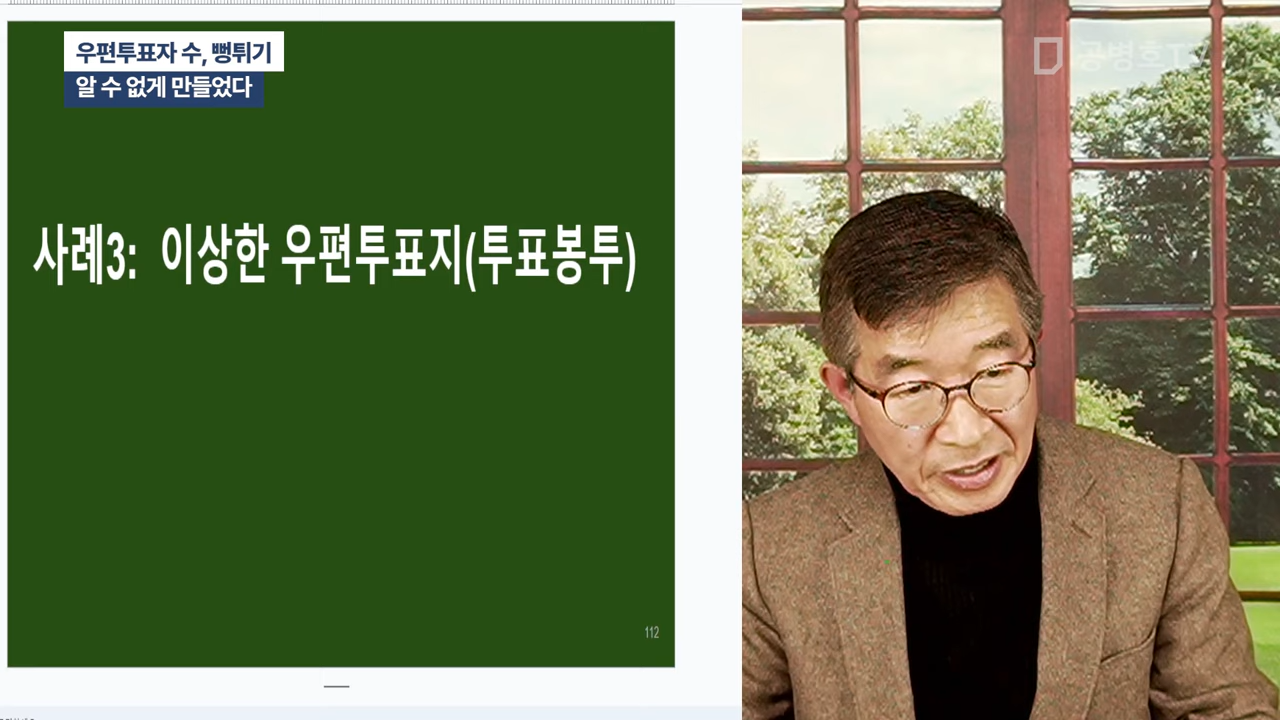 우편투표자 수, 뻥튀기
알 수 없게 만들었다
공병호TV
사례3: 이상한 우편투표지(투표봉투)
112